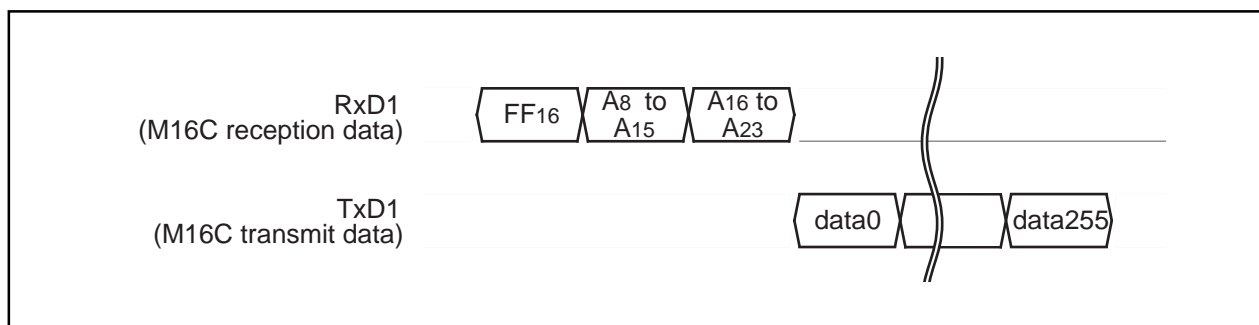 RxD1
(M16C reception data)
FF16
A8 to
A15
A16 to
A23
TxD1
(M16C transmit data)
data0
data255